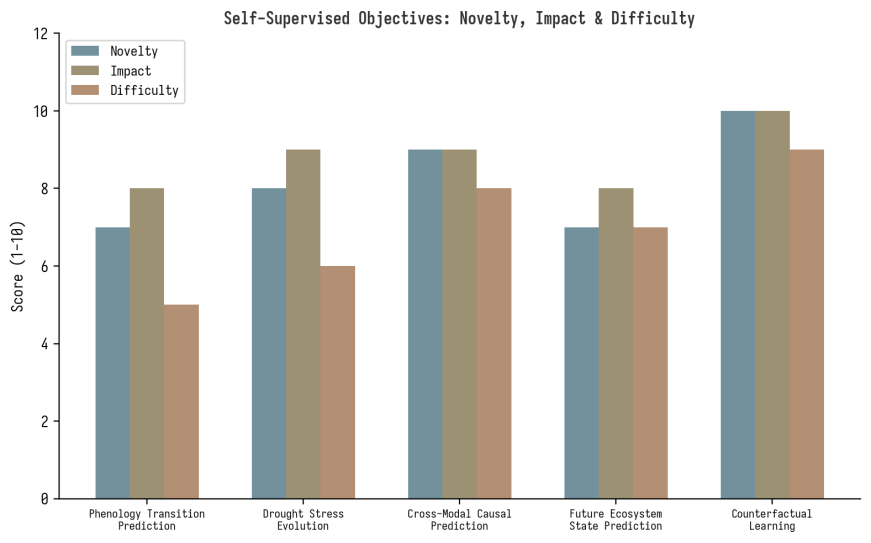 Self-Supervised Objectives: Novelty, Impact & Difficulty
12
10
8
6
4
2
0
Score (1-10)
Novelty
Impact
Difficulty
Phenology Transition
Prediction
Drought Stress
Evolution
Cross-Modal Causal
Prediction
Future Ecosystem
State Prediction
Counterfactual
Learning